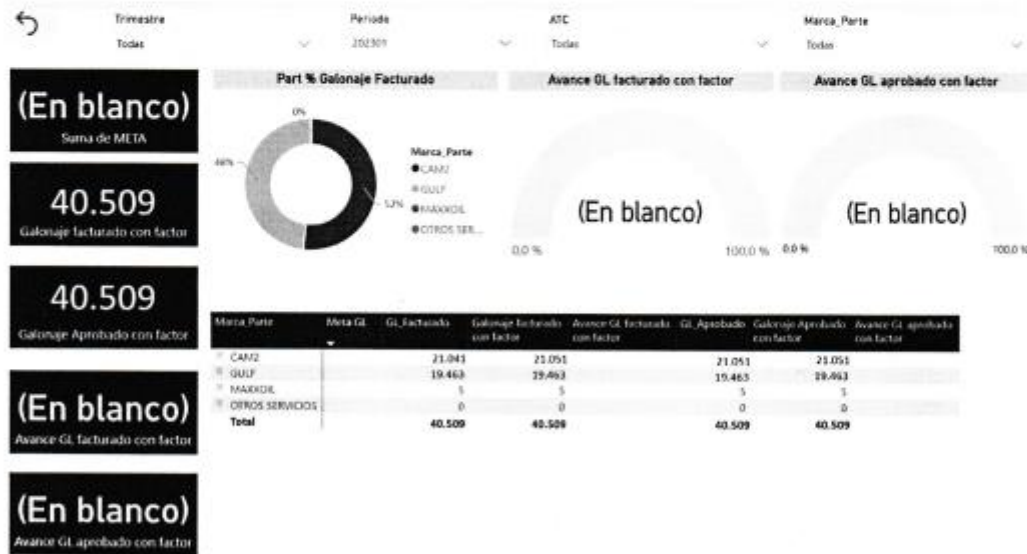 Trimestre Periodo ATC Marca_Parte
Todas 202301 Todas Todas
(En blanco)
Suma de META
40.509
Galonaje facturado con factor
40.509
Galonaje Aprobado con factor
(En blanco)
Avance GL facturado con factor
(En blanco)
Avance GL aprobado con factor
Part % Galonaje Facturado
0%
52%
Marca_Parte
CAM2
GULF
MAXXOIL
OTROS SER...
Avance GL facturado con factor
(En blanco)
0,0 % 100,0 %
Avance GL aprobado con factor
(En blanco)
0,0 % 100,0 %
Marca Parte Meta GL GL_Facturado Galonaje facturado con factor Avance GL facturado con factor GL_Aprobado Galonaje Aprobado con factor Avance GL aprobado con factor
CAM2 21.041 21.051 21.051 21.051
GULF 19.463 19.463 19.463 19.463
MAXXOIL 5 5 5 5
OTROS SERVICIOS 0 0 0 0
Total 40.509 40.509 40.509 40.509